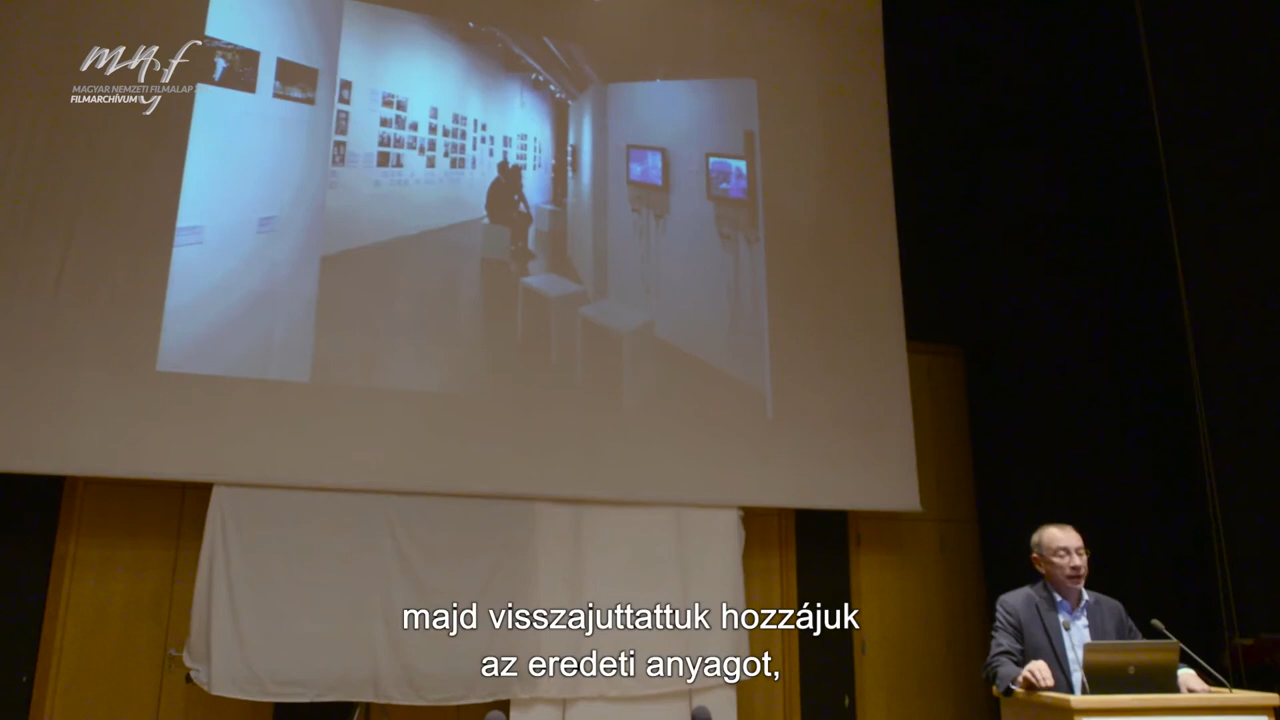 mnf
MAGYAR NEMZETI FILMALAP
FILMARCHÍVUM
majd visszajuttattuk hozzájuk
az eredeti anyagot,